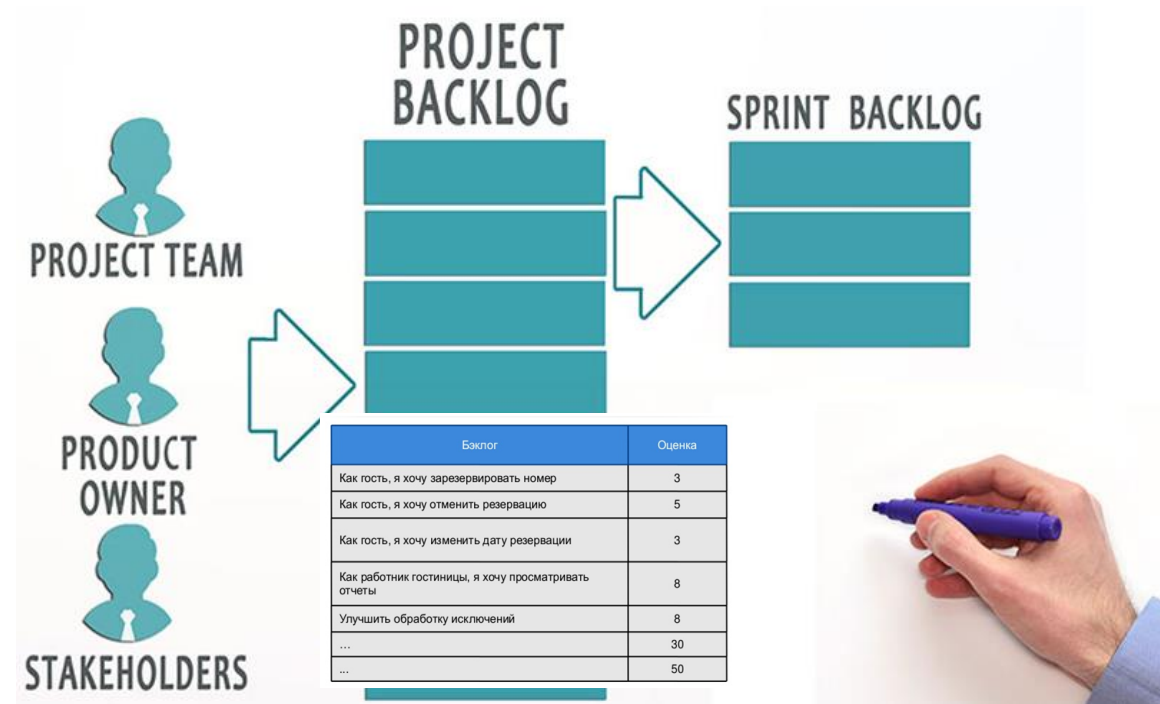 PROJECT
BACKLOG
SPRINT BACKLOG
PROJECT TEAM
PRODUCT
OWNER
STAKEHOLDERS
Бэклог Оценка
Как гость, я хочу зарезервировать номер 3
Как гость, я хочу отменить резервацию 5
Как гость, я хочу изменить дату резервации 3
Как работник гостиницы, я хочу просматривать
отчеты 8
Улучшить обработку исключений 8
… 30
... 50